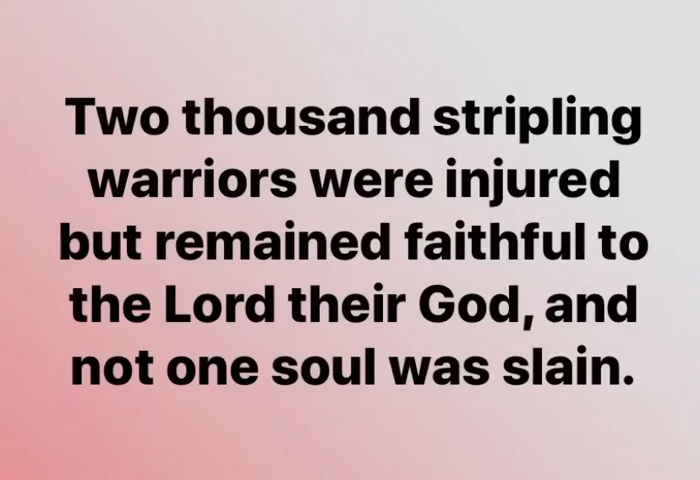 Two thousand stripling
warriors were injured
but remained faithful to
the Lord their God, and
not one soul was slain.